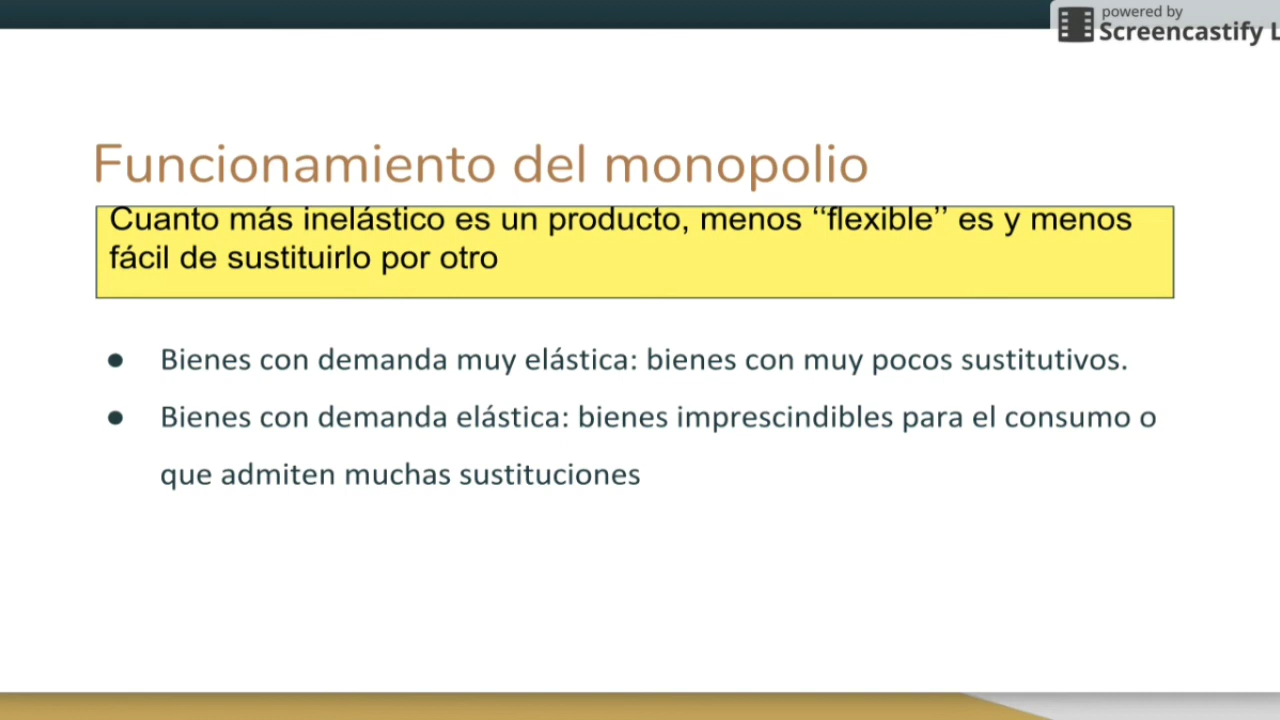 powered by
Screencastify L
Funcionamiento del monopolio
Cuanto más inelástico es un producto, menos ‘‘flexible’’ es y menos
fácil de sustituirlo por otro
● Bienes con demanda muy elástica: bienes con muy pocos sustitutivos.
● Bienes con demanda elástica: bienes imprescindibles para el consumo o
que admiten muchas sustituciones